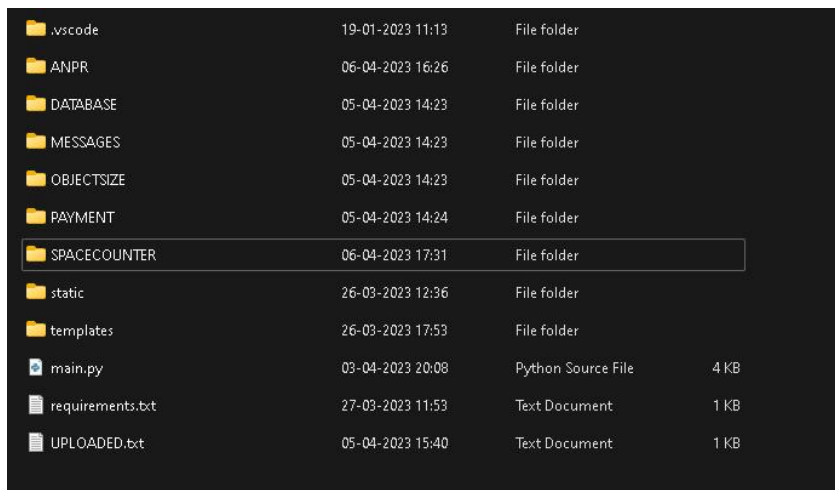 .vscode 19-01-2023 11:13 File folder
ANPR 06-04-2023 16:26 File folder
DATABASE 05-04-2023 14:23 File folder
MESSAGES 05-04-2023 14:23 File folder
OBJECTSIZE 05-04-2023 14:23 File folder
PAYMENT 05-04-2023 14:24 File folder
SPACECOUNTER 06-04-2023 17:31 File folder
static 26-03-2023 12:36 File folder
templates 26-03-2023 17:53 File folder
main.py 03-04-2023 20:08 Python Source File 4 KB
requirements.txt 27-03-2023 11:53 Text Document 1 KB
UPLOADED.txt 05-04-2023 15:40 Text Document 1 KB